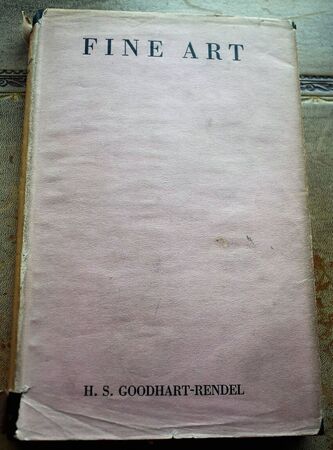 FINE ART
H. S. GOODHART-RENDEL